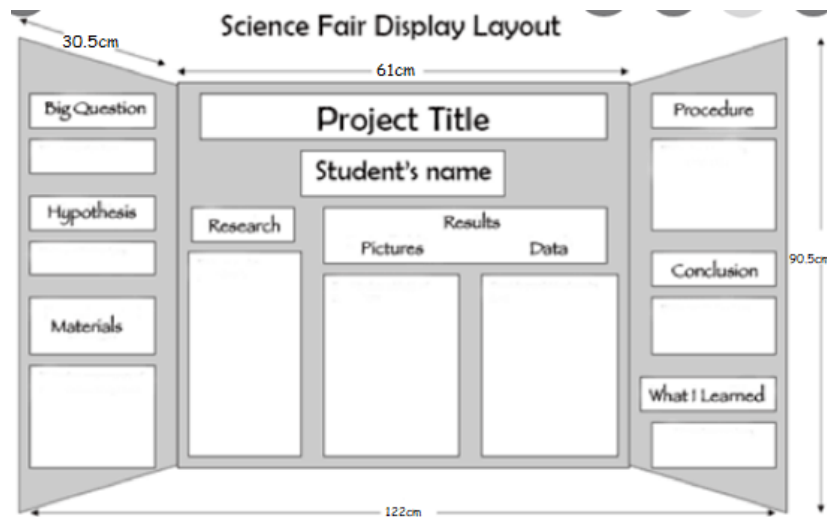 Science Fair Display Layout
30.5cm
61cm
Big Question
Hypothesis
Materials
Project Title
Student's name
Research
Results
Pictures Data
Procedure
Conclusion
What I Learned
90.5cm
122cm